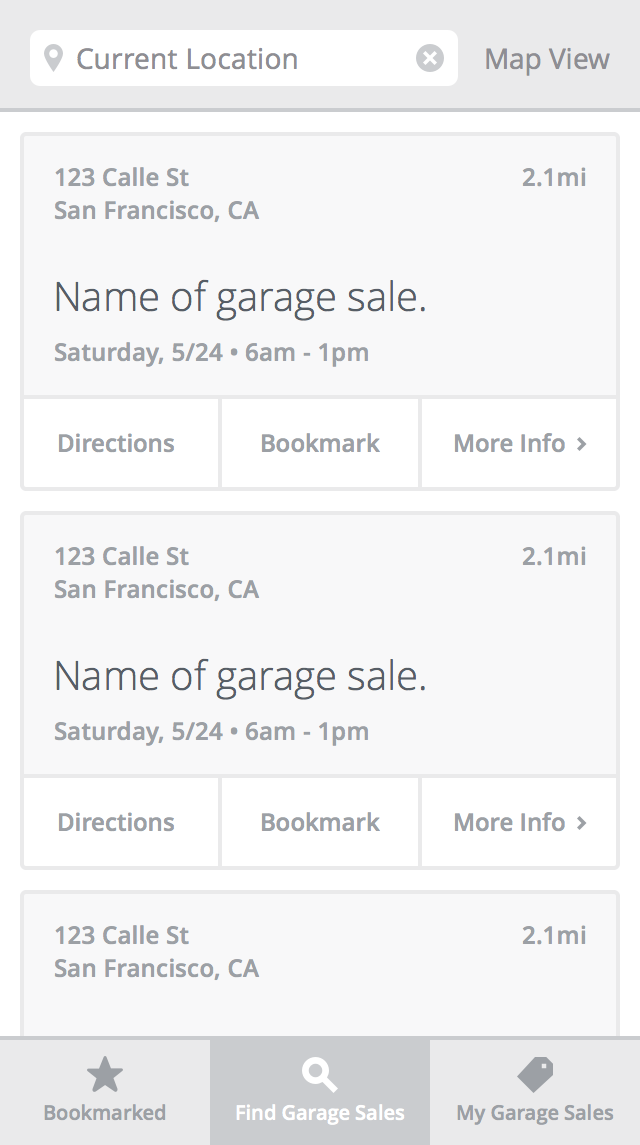 Current Location
Map View
123 Calle St
2.1mi
San Francisco, CA
Name of garage sale.
Saturday, 5/24 • 6am - 1pm
Directions
Bookmark
More Info
123 Calle St
2.1mi
San Francisco, CA
Name of garage sale.
Saturday, 5/24 • 6am - 1pm
Directions
Bookmark
More Info
123 Calle St
2.1mi
San Francisco, CA
Bookmarked
Find Garage Sales
My Garage Sales